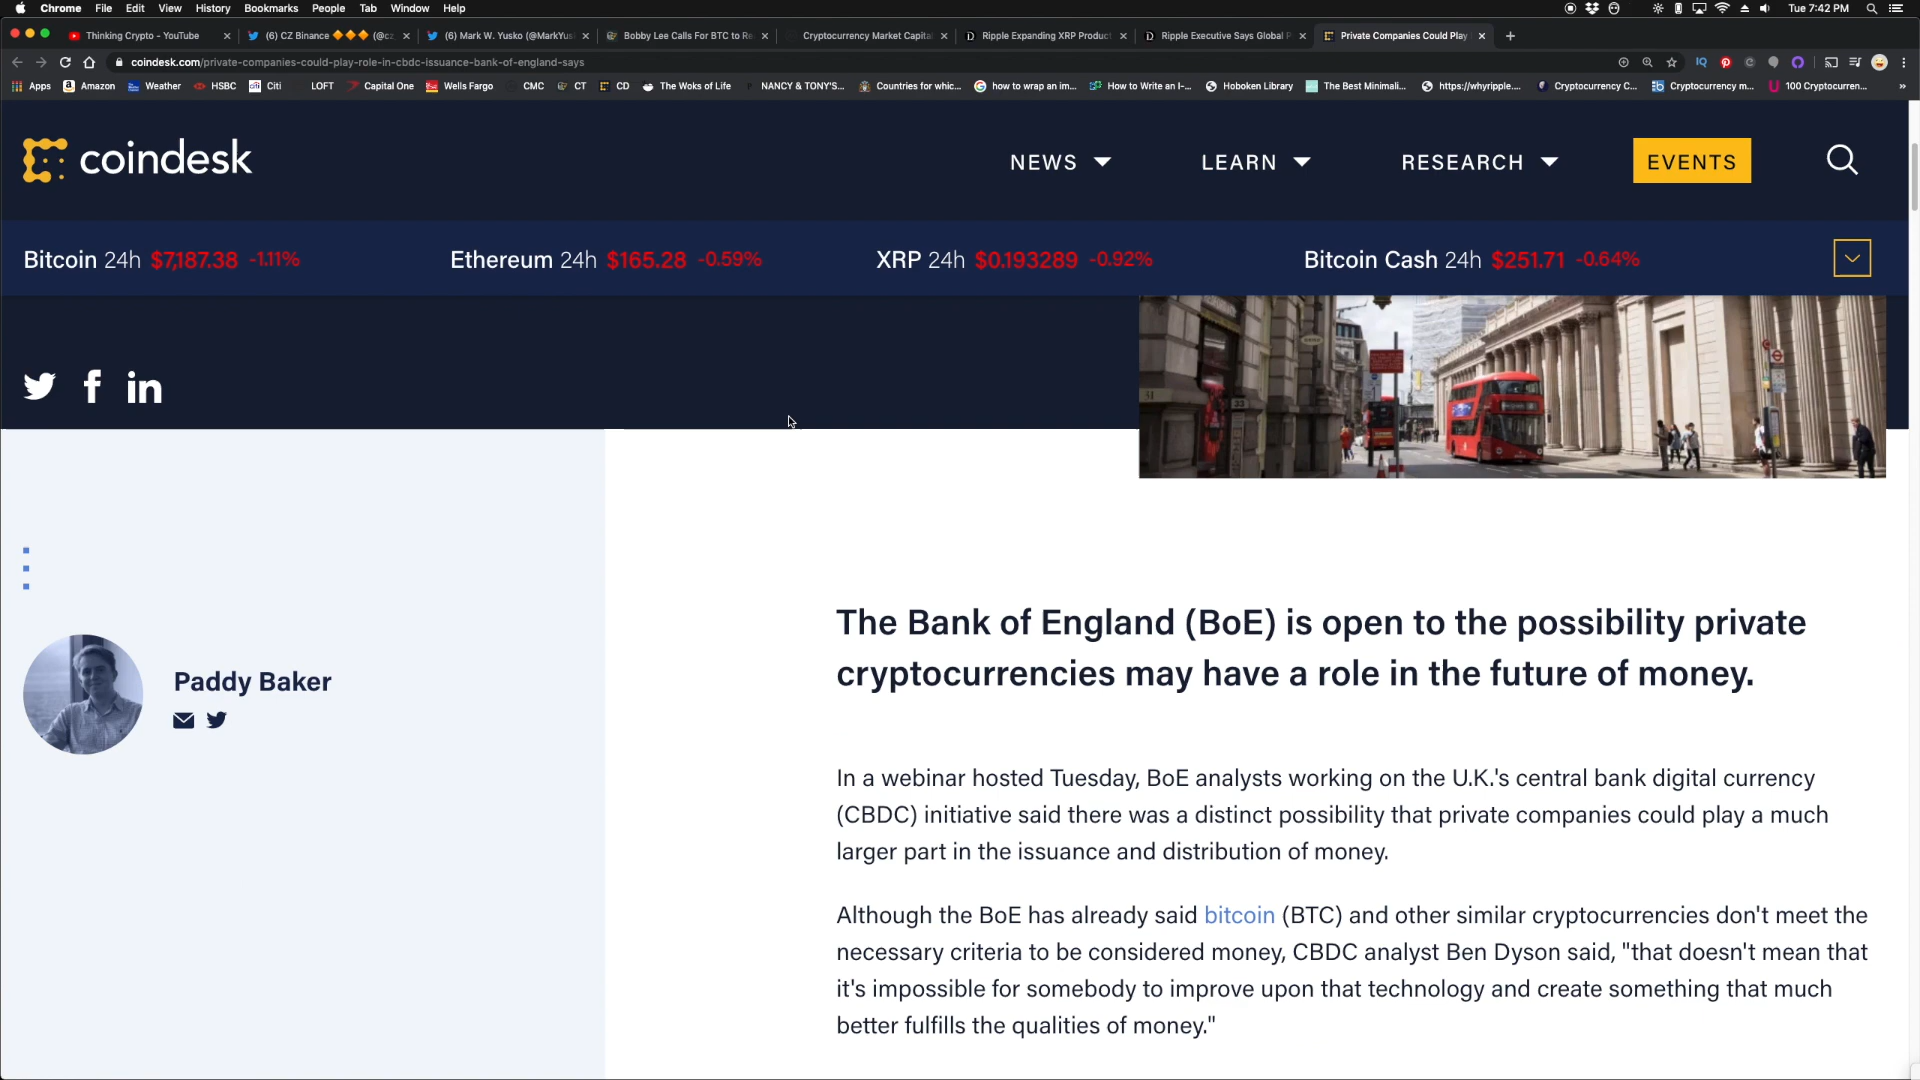 Chrome File Edit View History Bookmarks People Tab Window Help Tue 7:42 PM
Thinking Crypto - YouTube (6) CZ Binance (@cz_ (6) Mark W. Yusko (@MarkYus Bobby Lee Calls For BTC to Re Cryptocurrency Market Capital Ripple Expanding XRP Product Ripple Executive Says Global P Private Companies Could Play
coindesk.com/private-companies-could-play-role-in-cbdc-issuance-bank-of-england-says
Apps Amazon Weather HSBC Citi LOFT Capital One Wells Fargo CMC CT CD The Woks of Life NANCY & TONY'S... Countries for whic... how to wrap an im... How to Write an I-... Hoboken Library The Best Minimali... https://whyripple.... Cryptocurrency C... Cryptocurrency m... 100 Cryptocurren... »
coindesk NEWS LEARN RESEARCH EVENTS
Bitcoin 24h $7,187.38 -1.11% Ethereum 24h $165.28 -0.59% XRP 24h $0.193289 -0.92% Bitcoin Cash 24h $251.71 -0.64%
The Bank of England (BoE) is open to the possibility private
cryptocurrencies may have a role in the future of money.
Paddy Baker
In a webinar hosted Tuesday, BoE analysts working on the U.K.'s central bank digital currency
(CBDC) initiative said there was a distinct possibility that private companies could play a much
larger part in the issuance and distribution of money.
Although the BoE has already said bitcoin (BTC) and other similar cryptocurrencies don't meet the
necessary criteria to be considered money, CBDC analyst Ben Dyson said, "that doesn't mean that
it's impossible for somebody to improve upon that technology and create something that much
better fulfills the qualities of money."